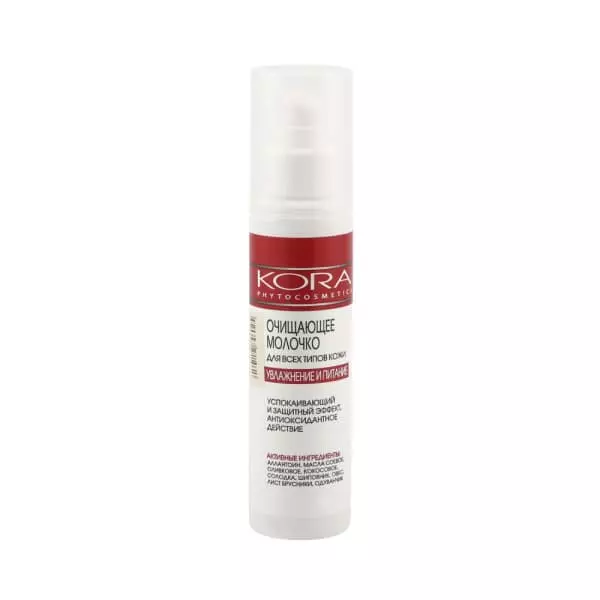 KORA
PHYTOCOSMETICS
ОЧИЩАЮЩЕЕ
МОЛОЧКО
ДЛЯ ВСЕХ ТИПОВ КОЖИ
УВЛАЖНЕНИЕ И ПИТАНИЕ
УСПОКАИВАЮЩИЙ
И ЗАЩИТНЫЙ ЭФФЕКТ,
АНТИОКСИДАНТНОЕ
ДЕЙСТВИЕ
АКТИВНЫЕ ИНГРЕДИЕНТЫ:
АЛЛАНТОИН, МАСЛА СОЕВОЕ,
ОЛИВКОВОЕ, КОКОСОВОЕ,
СОЛОДКА, ШИПОВНИК, ОВЕС,
ЛИСТ БРУСНИКИ, ОДУВАНЧИК